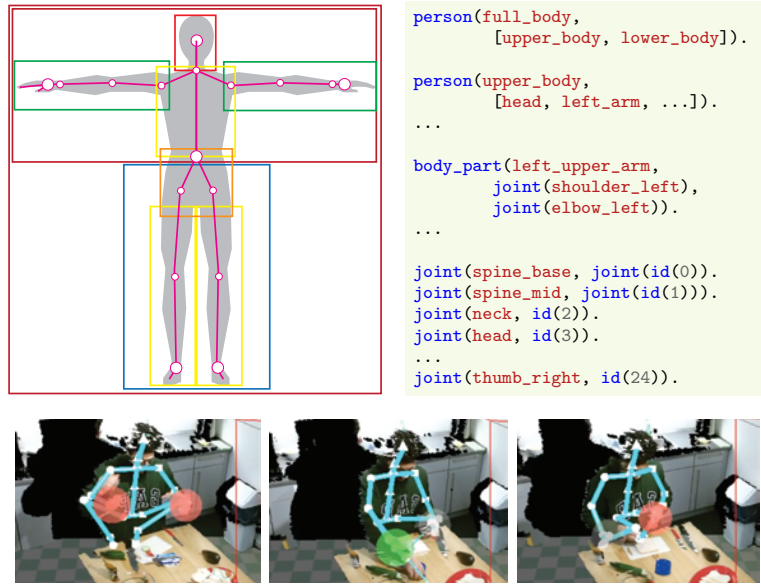 person(full_body,
[upper_body, lower_body]).
person(upper_body,
[head, left_arm, ...]).
...
body_part(left_upper_arm,
joint(shoulder_left),
joint(elbow_left)).
...
joint(spine_base, joint(id(0)).
joint(spine_mid, joint(id(1))).
joint(neck, id(2)).
joint(head, id(3)).
...
joint(thumb_right, id(24)).